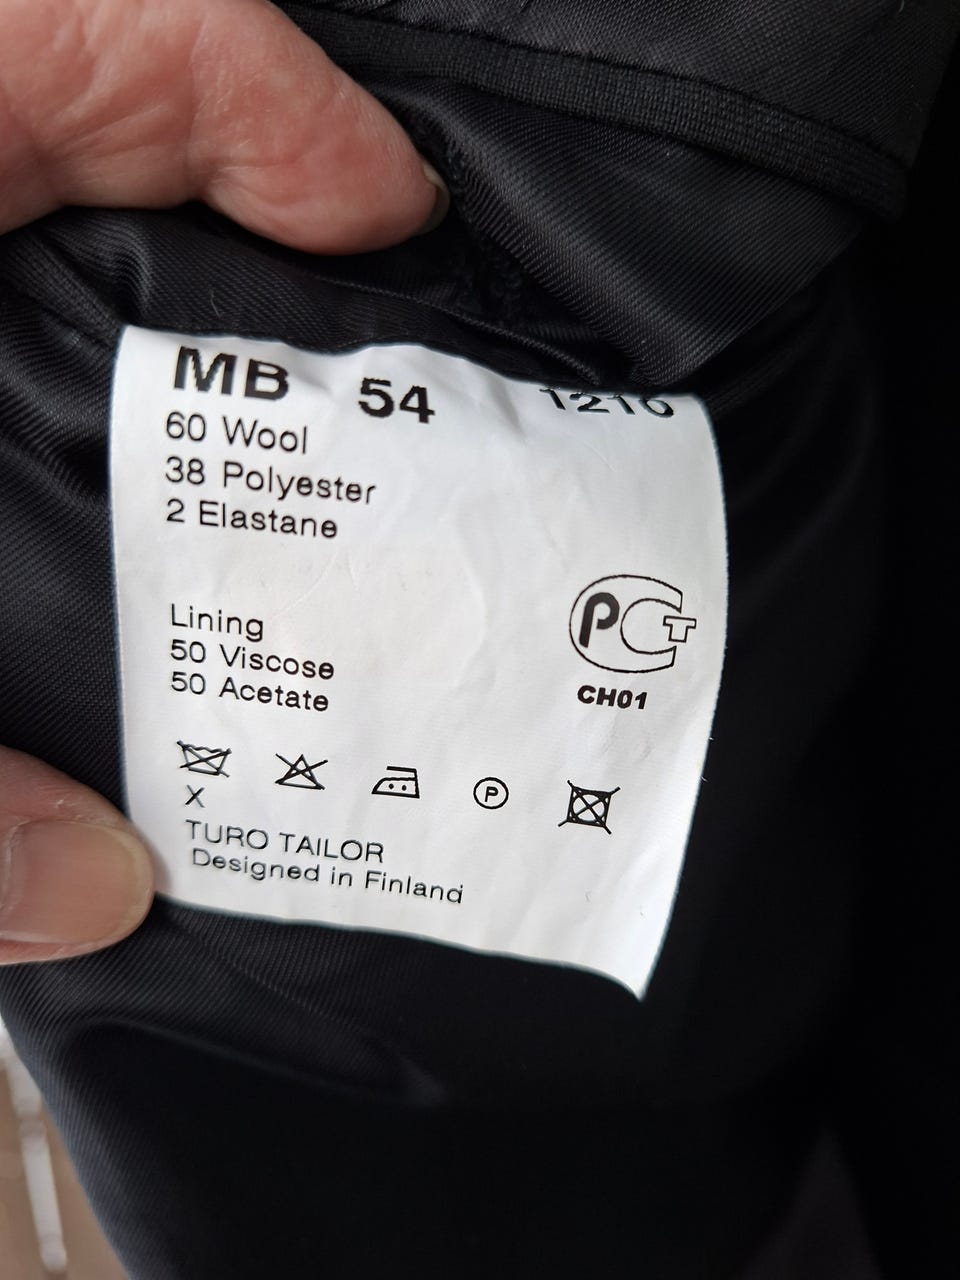 MB 54 1210
60 Wool
38 Polyester
2 Elastane
Lining
50 Viscose
50 Acetate
РСТ
CH01
P
X
TURO TAILOR
Designed in Finland